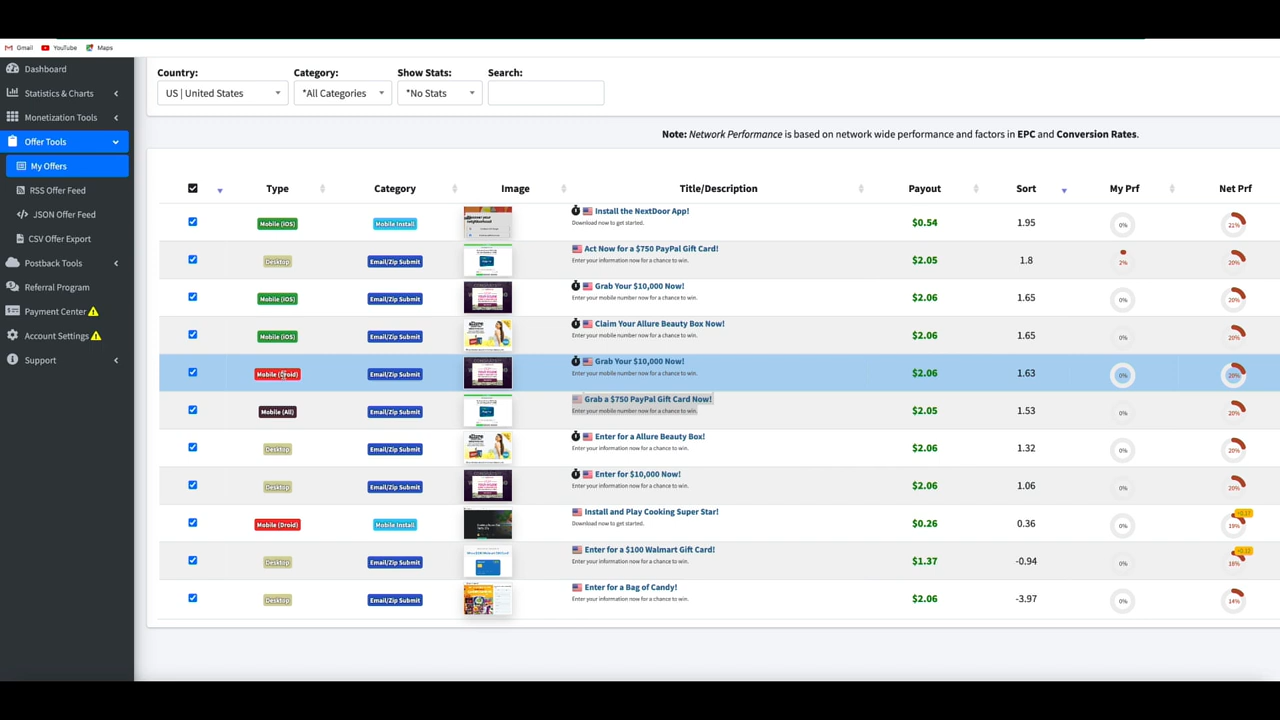 Gmail YouTube Maps
Dashboard
Statistics & Charts
Monetization Tools
Offer Tools
My Offers
RSS Offer Feed
JSON Offer Feed
CSV Offer Export
Postback Tools
Referral Program
Payment Center
Account Settings
Support
Country: Category: Show Stats: Search:
US | United States *All Categories *No Stats
Note: Network Performance is based on network wide performance and factors in EPC and Conversion Rates.
Type Category Image Title/Description Payout Sort My Prf Net Prf
Mobile (iOS) Mobile Install Install the NextDoor App! $0.54 1.95 0% 21%
Download now to get started.
Desktop Email/Zip Submit Act Now for a $750 PayPal Gift Card! $2.05 1.8 2% 20%
Enter your information now for a chance to win.
Mobile (iOS) Email/Zip Submit Grab Your $10,000 Now! $2.06 1.65 0% 20%
Enter your mobile number now for a chance to win.
Mobile (iOS) Email/Zip Submit Claim Your Allure Beauty Box Now! $2.06 1.65 0% 20%
Enter your mobile number now for a chance to win.
Mobile (Droid) Email/Zip Submit Grab Your $10,000 Now! $2.06 1.63 0% 20%
Enter your mobile number now for a chance to win.
Mobile (All) Email/Zip Submit Grab a $750 PayPal Gift Card Now! $2.05 1.53 0% 20%
Enter your mobile number now for a chance to win.
Desktop Email/Zip Submit Enter for a Allure Beauty Box! $2.06 1.32 0% 20%
Enter your information now for a chance to win.
Desktop Email/Zip Submit Enter for $10,000 Now! $2.06 1.06 0% 20%
Enter your information now for a chance to win.
Mobile (Droid) Mobile Install Install and Play Cooking Super Star! $0.26 0.36 0% 19%
Download now to get started.
Desktop Email/Zip Submit Enter for a $100 Walmart Gift Card! $1.37 -0.94 0% 18%
Enter your information now for a chance to win.
Desktop Email/Zip Submit Enter for a Bag of Candy! $2.06 -3.97 0% 14%
Enter your information now for a chance to win.